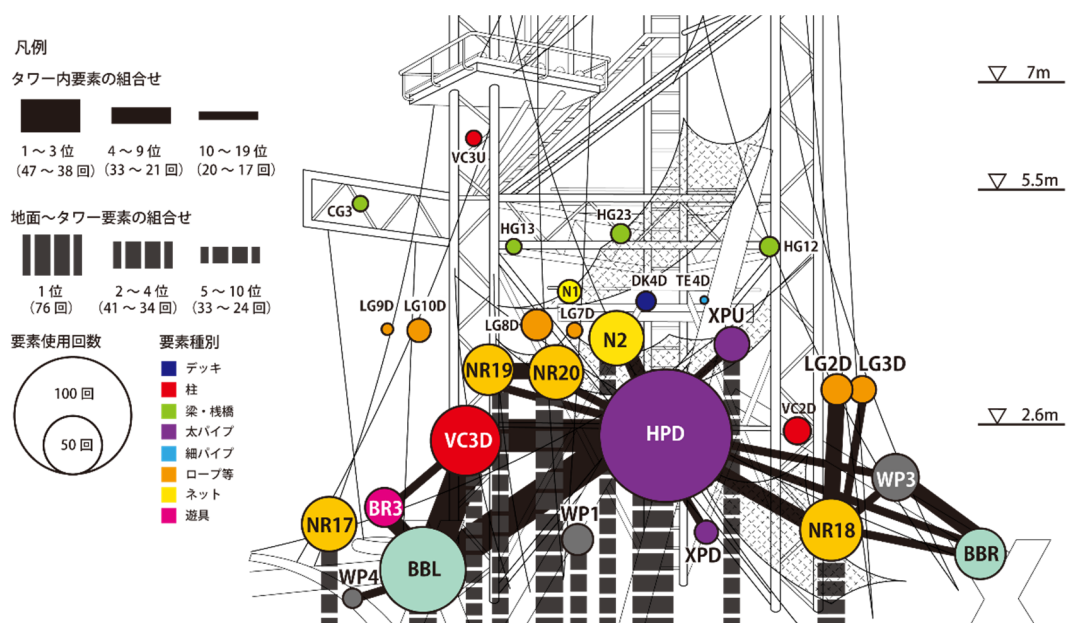 凡例
タワー内要素の組合せ
1～3位
（47～38回）
4～9位
（33～21回）
10～19位
（20～17回）
地面～タワー要素の組合せ
1位
（76回）
2～4位
（41～34回）
5～10位
（33～24回）
要素使用回数
100回
50回
要素種別
デッキ
柱
梁・桟橋
太パイプ
細パイプ
ロープ等
ネット
遊具
7m
5.5m
2.6m
VC3U
CG3
HG13
HG23
HG12
N1
DK4D
TE4D
LG9D
LG10D
LG8D
LG7D
N2
XPU
NR19
NR20
LG2D
LG3D
VC3D
HPD
VC2D
WP3
BR3
NR17
WP1
XPD
NR18
BBR
BBL
WP4